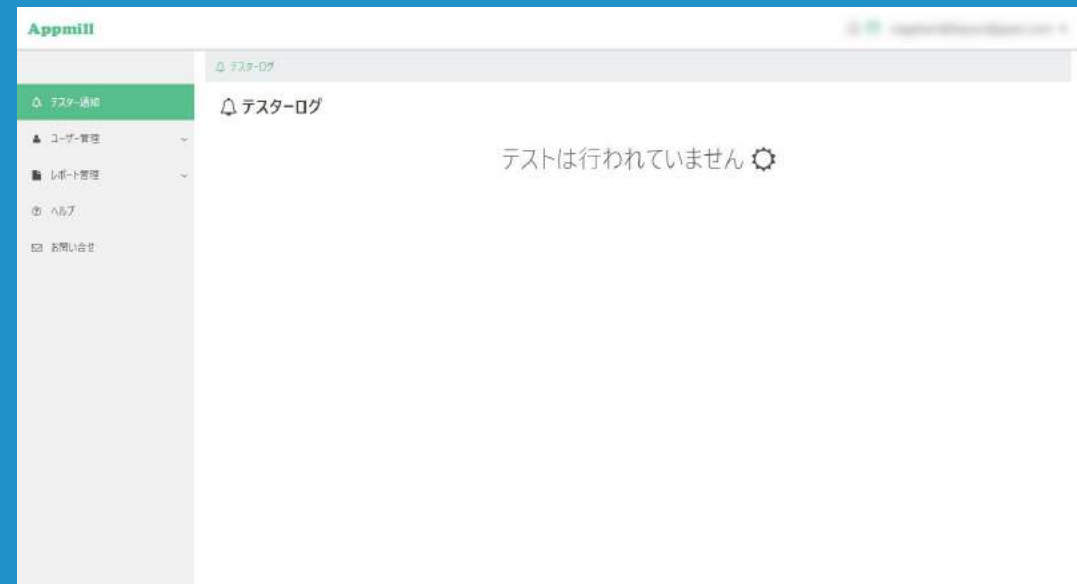 Appmill
テスターログ
テスター通知
テスターログ
ユーザー管理
テストは行われていません
レポート管理
ヘルプ
お問い合せ